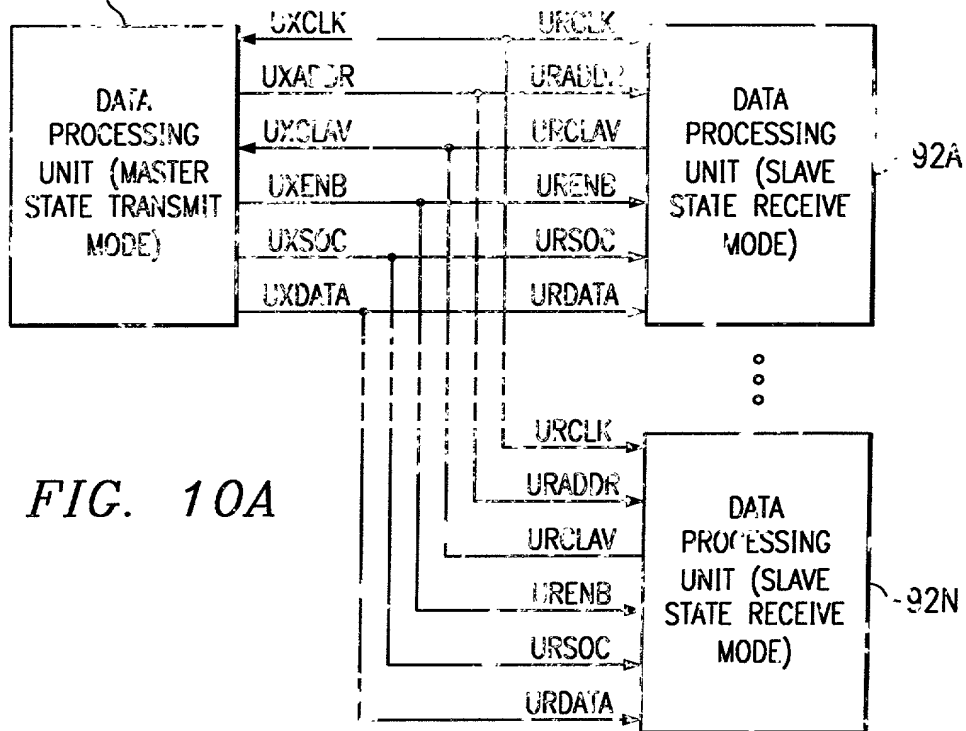 UXCLK URCLK
UXADDR URADDR
UXCLAV URCLAV
UXENB URENB
UXSOC URSOC
UXDATA URDATA
DATA
PROCESSING
UNIT (MASTER
STATE TRANSMIT
MODE)
DATA
PROCESSING
UNIT (SLAVE
STATE RECEIVE
MODE)
92A
URCLK
URADDR
URCLAV
URENB
URSOC
URDATA
DATA
PROCESSING
UNIT (SLAVE
STATE RECEIVE
MODE)
92N
FIG. 10A